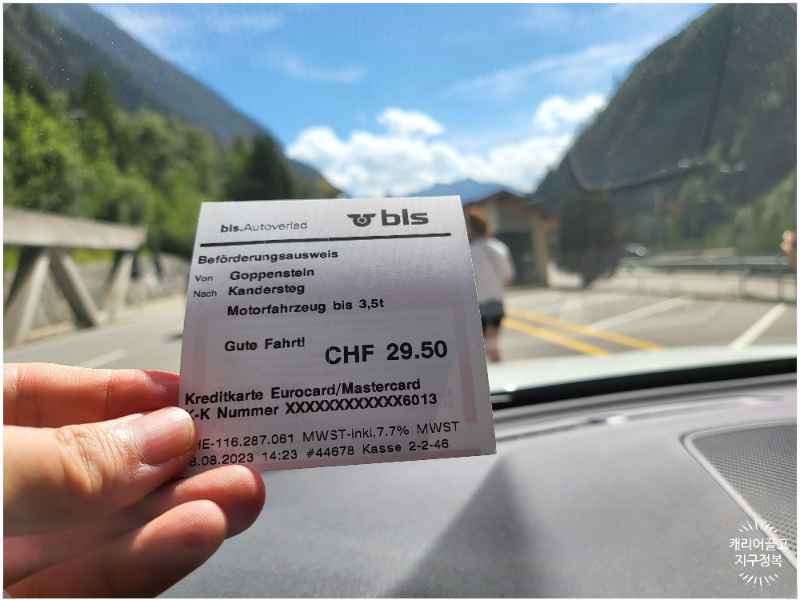 bls.Autoverlad
bls
Beförderungsausweis
Von Goppenstein
Nach Kandersteg
Motorfahrzeug bis 3,5t
Gute Fahrt!
CHF 29.50
Kreditkarte Eurocard/Mastercard
K-K Nummer XXXXXXXXXXXX6013
HE-116.287.061 MWST-inkl.7.7% MWST
8.08.2023 14:23 #44678 Kasse 2-2-46
캐리어끌고
지구정복